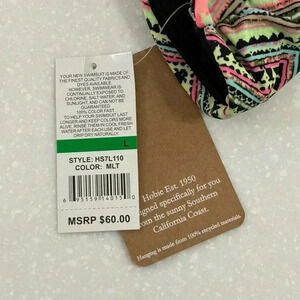 YOUR NEW SWIMSUIT IS MADE OF
THE FINEST QUALITY FABRICS AND
DYES AVAILABLE.
HOWEVER, SWIMWEAR IS
CONTINUALLY EXPOSED TO
CHLORINE, SALT WATER, AND
SUNLIGHT, AND CAN NOT BE
GUARANTEED
100% COLOR FAST.
TO HELP YOUR SWIMSUIT LAST
LONGER AND KEEP COLORS MORE
ALIVE, RINSE THEM IN COOL FRESH
WATER AFTER EACH USE AND LET
DRIP DRY NATURALLY.
L
STYLE: HS7L110
COLOR: MLT
MSRP $60.00
Hobie Est. 1950
signed specifically for you
from the sunny Southern
California Coast.
Hangtag is made from 100% recycled materials.